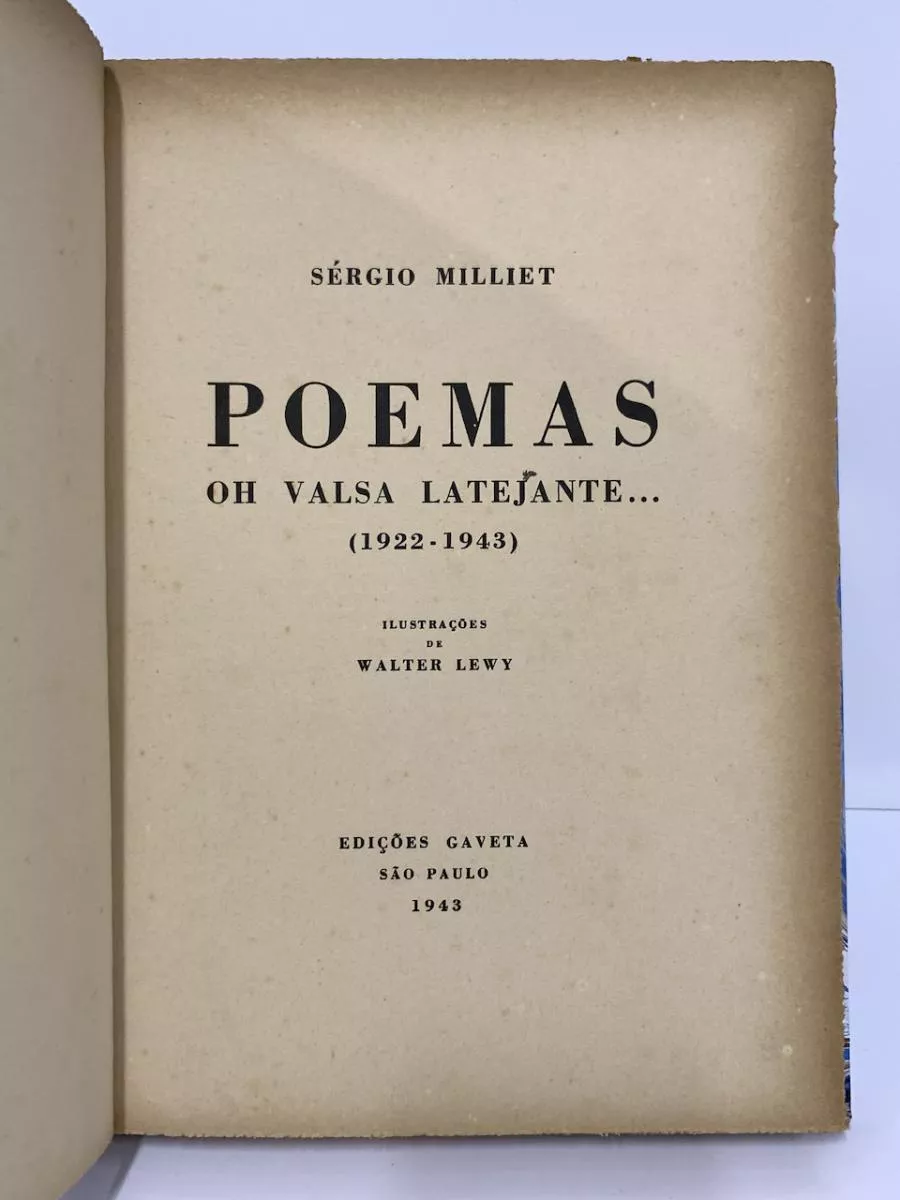 SÉRGIO MILLIET
POEMAS
OH VALSA LATEJANTE...
(1922-1943)
ILUSTRAÇÕES
DE
WALTER LEWY
EDIÇÕES GAVETA
SÃO PAULO
1943